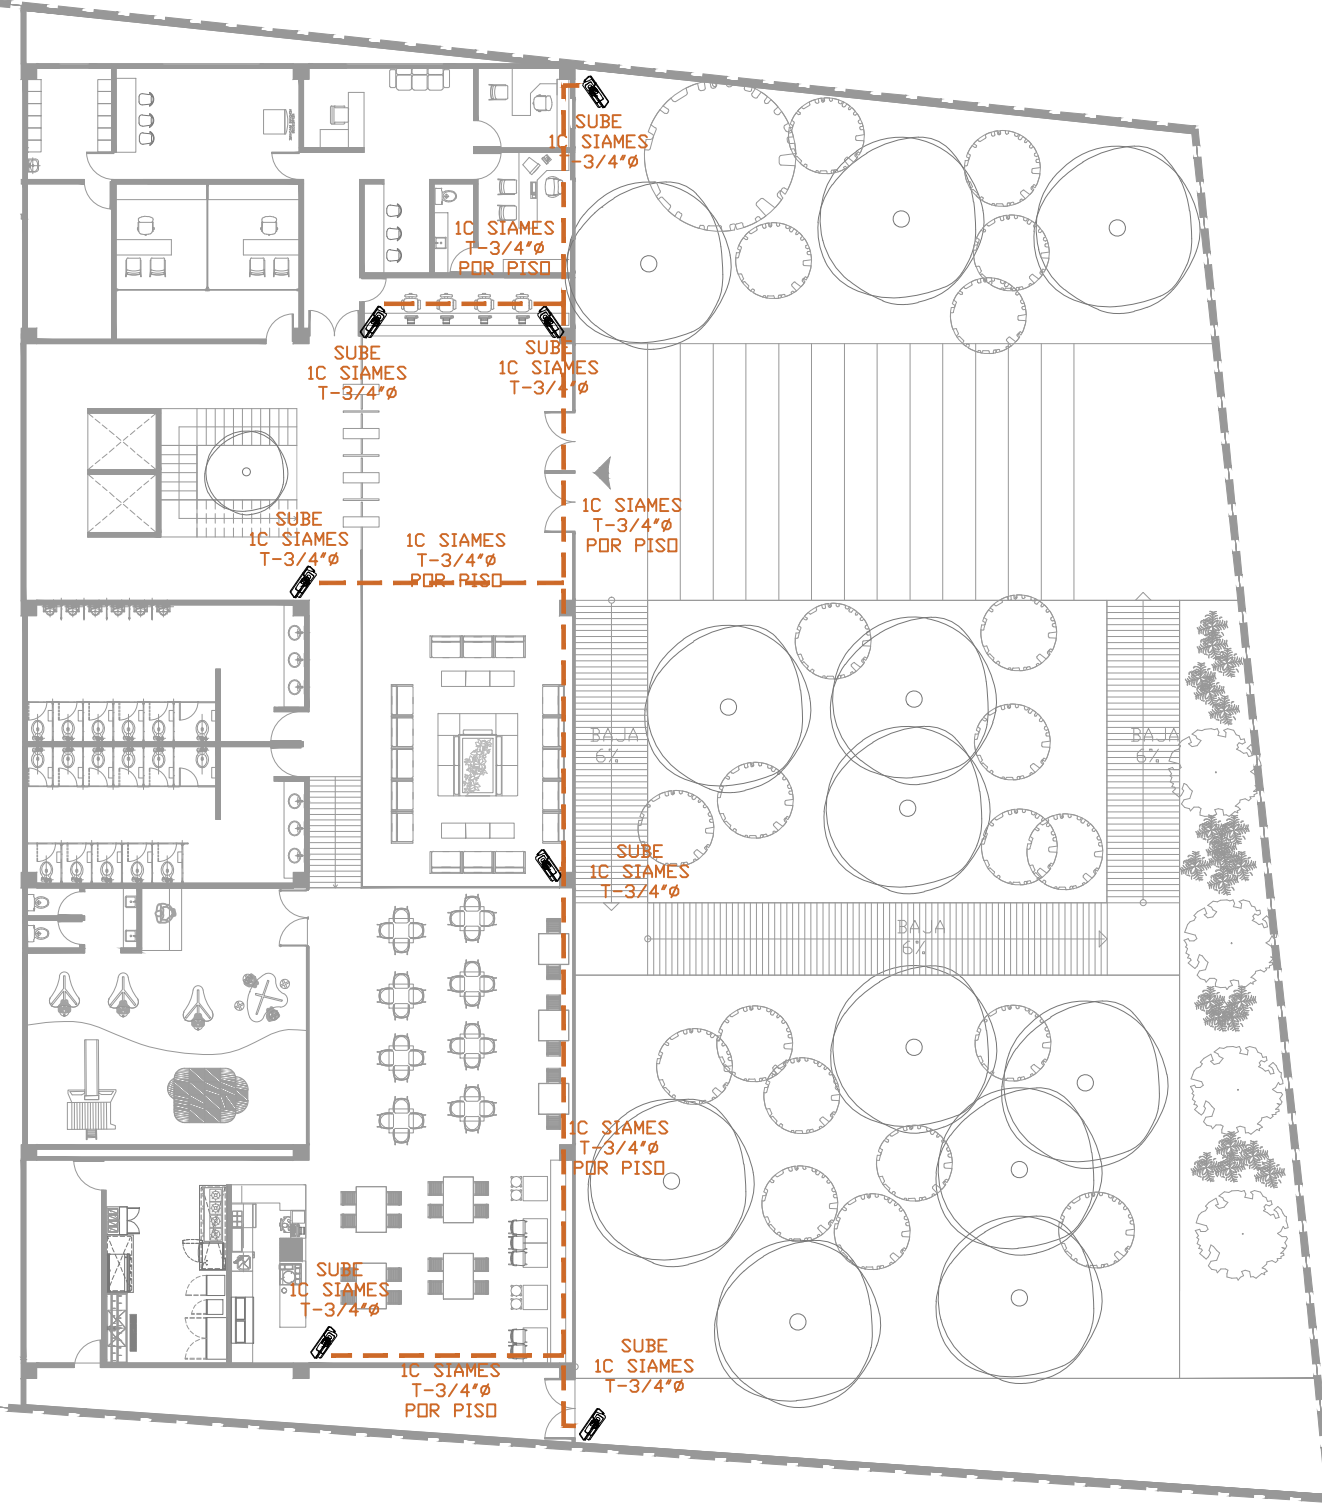 SUBE
1C SIAMES
T-3/4"Ø
1C SIAMES
T-3/4"Ø
POR PISO
SUBE
1C SIAMES
T-3/4"Ø
SUBE
1C SIAMES
T-3/4"Ø
1C SIAMES
T-3/4"Ø
POR PISO
SUBE
1C SIAMES
T-3/4"Ø
1C SIAMES
T-3/4"Ø
POR PISO
BAJA
6%
BAJA
6%
SUBE
1C SIAMES
T-3/4"Ø
BAJA
6%
1C SIAMES
T-3/4"Ø
POR PISO
SUBE
1C SIAMES
T-3/4"Ø
SUBE
1C SIAMES
T-3/4"Ø
1C SIAMES
T-3/4"Ø
POR PISO